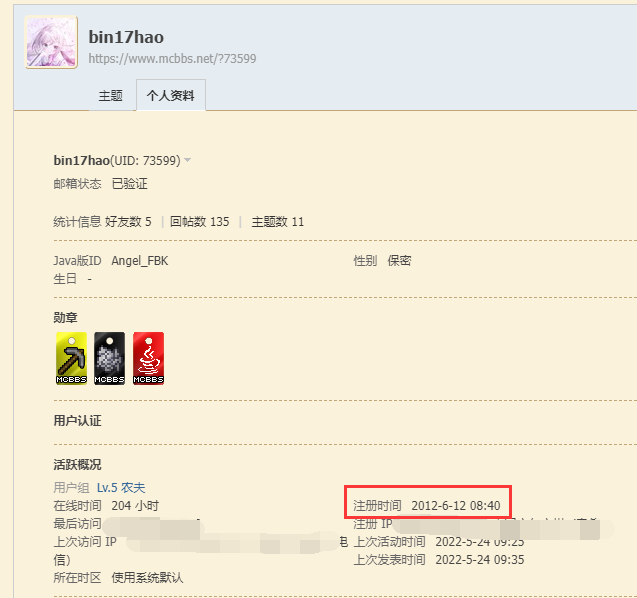 bin17hao
https://www.mcbbs.net/?73599
主题 个人资料
bin17hao(UID: 73599)
邮箱状态 已验证
统计信息 好友数 5 | 回帖数 135 | 主题数 11
Java版ID Angel_FBK 性别 保密
生日 -
勋章
MCBBS MCBBS MCBBS
用户认证
活跃概况
用户组 Lv.5 农夫
在线时间 204 小时 注册时间 2012-6-12 08:40
最后访问 注册 IP
上次访问 IP 电 上次活动时间 2022-5-24 09:25
信) 上次发表时间 2022-5-24 09:35
所在时区 使用系统默认